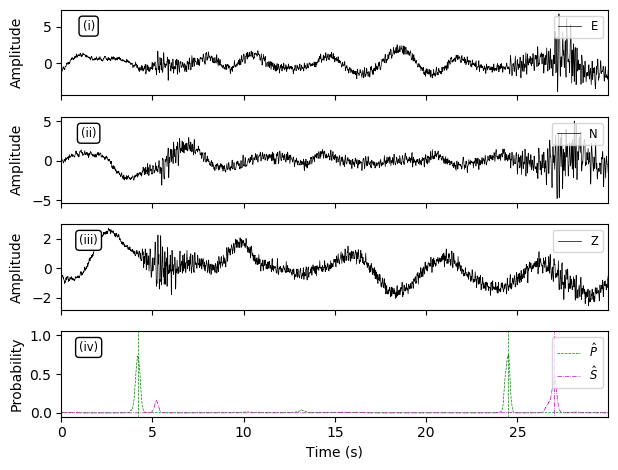 (i)
E
Amplitude
5
0
(ii)
N
Amplitude
5
0
−5
(iii)
Z
Amplitude
2
0
−2
(iv)
P̂
Ŝ
Probability
1.0
0.5
0.0
0 5 10 15 20 25
Time (s)